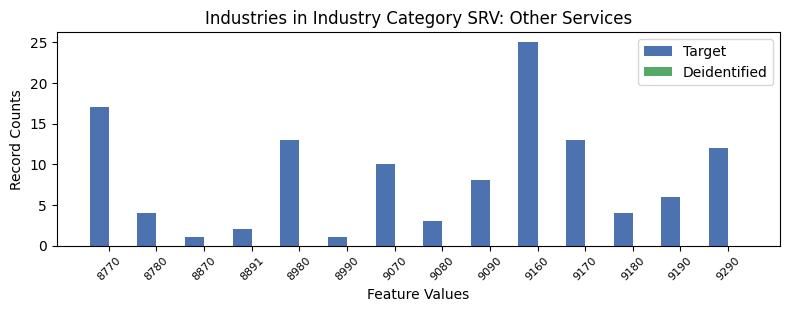 Industries in Industry Category SRV: Other Services
Record Counts
25
20
15
10
5
0
Target
Deidentified
8770 8780 8870 8891 8980 8990 9070 9080 9090 9160 9170 9180 9190 9290
Feature Values